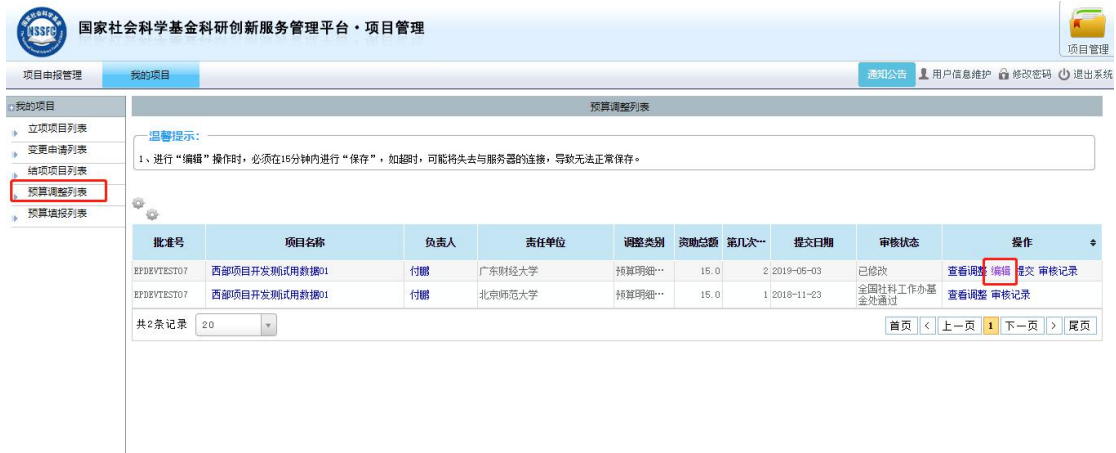 NSSFC
国家社会科学基金科研创新服务管理平台·项目管理
项目管理
项目申报管理 我的项目 通知公告 用户信息维护 修改密码 退出系统
我的项目
立项项目列表
变更申请列表
结项项目列表
预算调整列表
预算填报列表
预算调整列表
温馨提示:
1、进行“编辑”操作时,必须在15分钟内进行“保存”,如超时,可能将失去与服务器的连接,导致无法正常保存。
批准号 项目名称 负责人 责任单位 调整类别 资助总额 第几次… 提交日期 审核状态 操作
EPDEVTEST07 西部项目开发测试用数据01 付鹏 广东财经大学 预算明细… 15.0 2 2019-05-03 已修改 查看调整 编辑 提交 审核记录
EPDEVTEST07 西部项目开发测试用数据01 付鹏 北京师范大学 预算明细… 15.0 1 2018-11-23 全国社科工作办基金处通过 查看调整 审核记录
共2条记录 20 首页 < 上一页 1 下一页 > 尾页